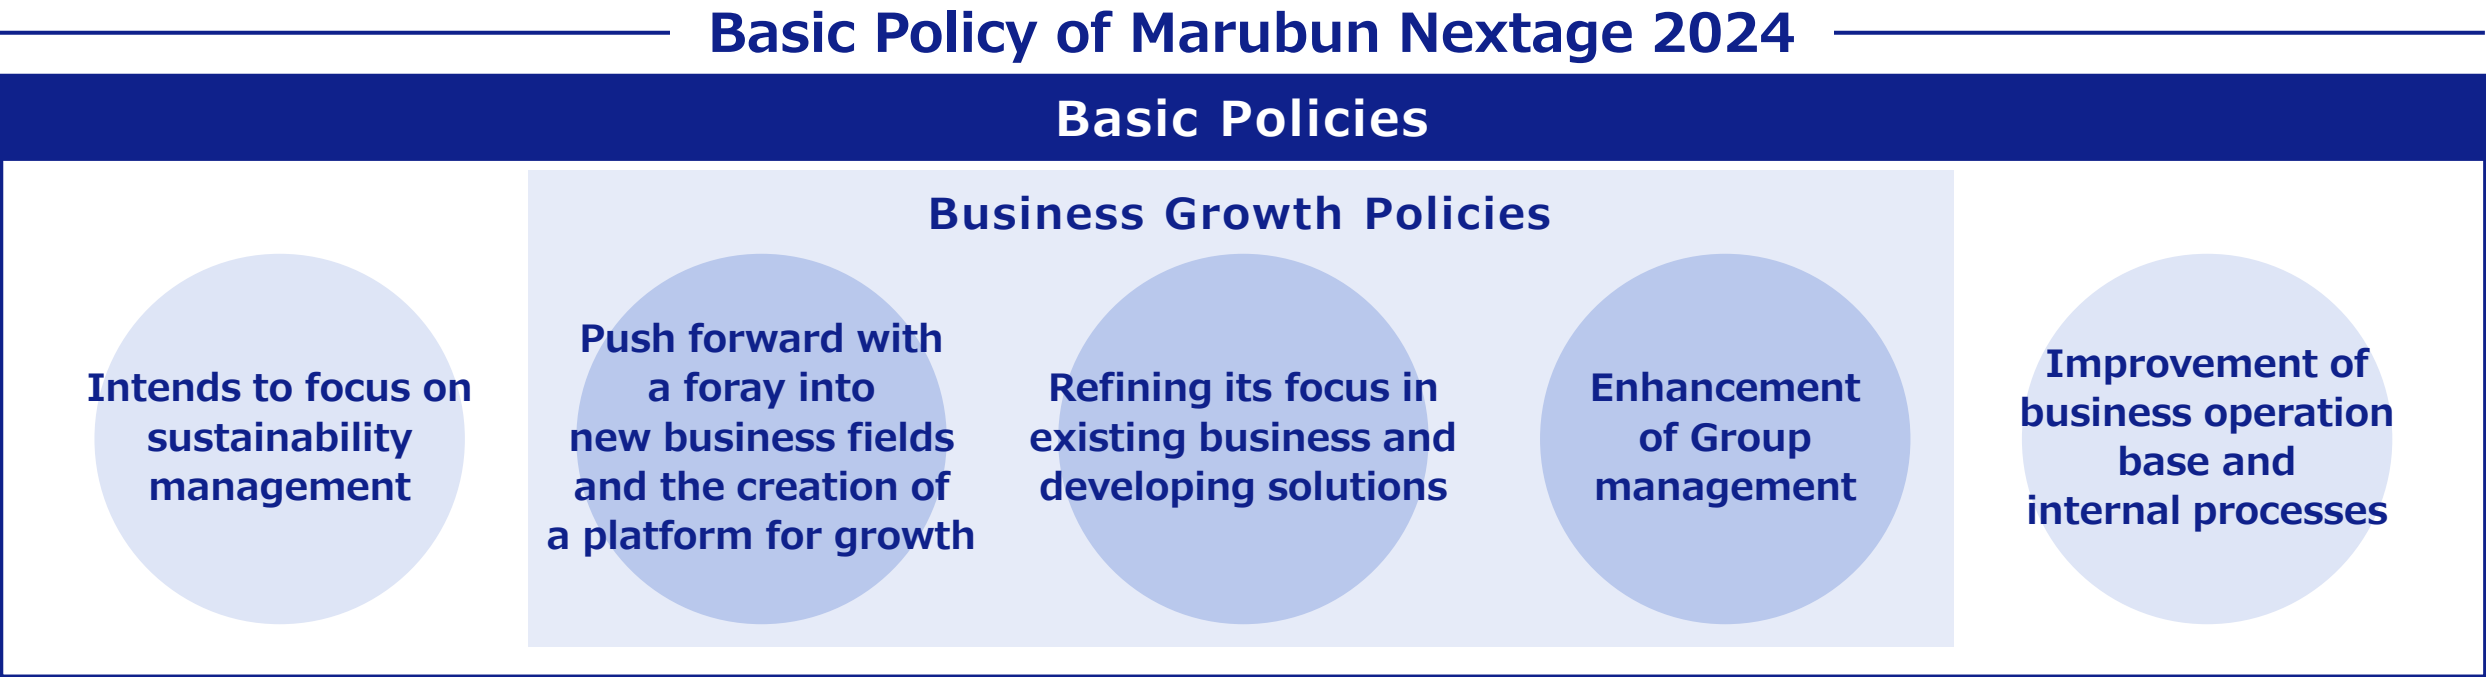 Basic Policy of Marubun Nextage 2024
Basic Policies
Business Growth Policies
Intends to focus on
sustainability
management
Push forward with
a foray into
new business fields
and the creation of
a platform for growth
Refining its focus in
existing business and
developing solutions
Enhancement
of Group
management
Improvement of
business operation
base and
internal processes